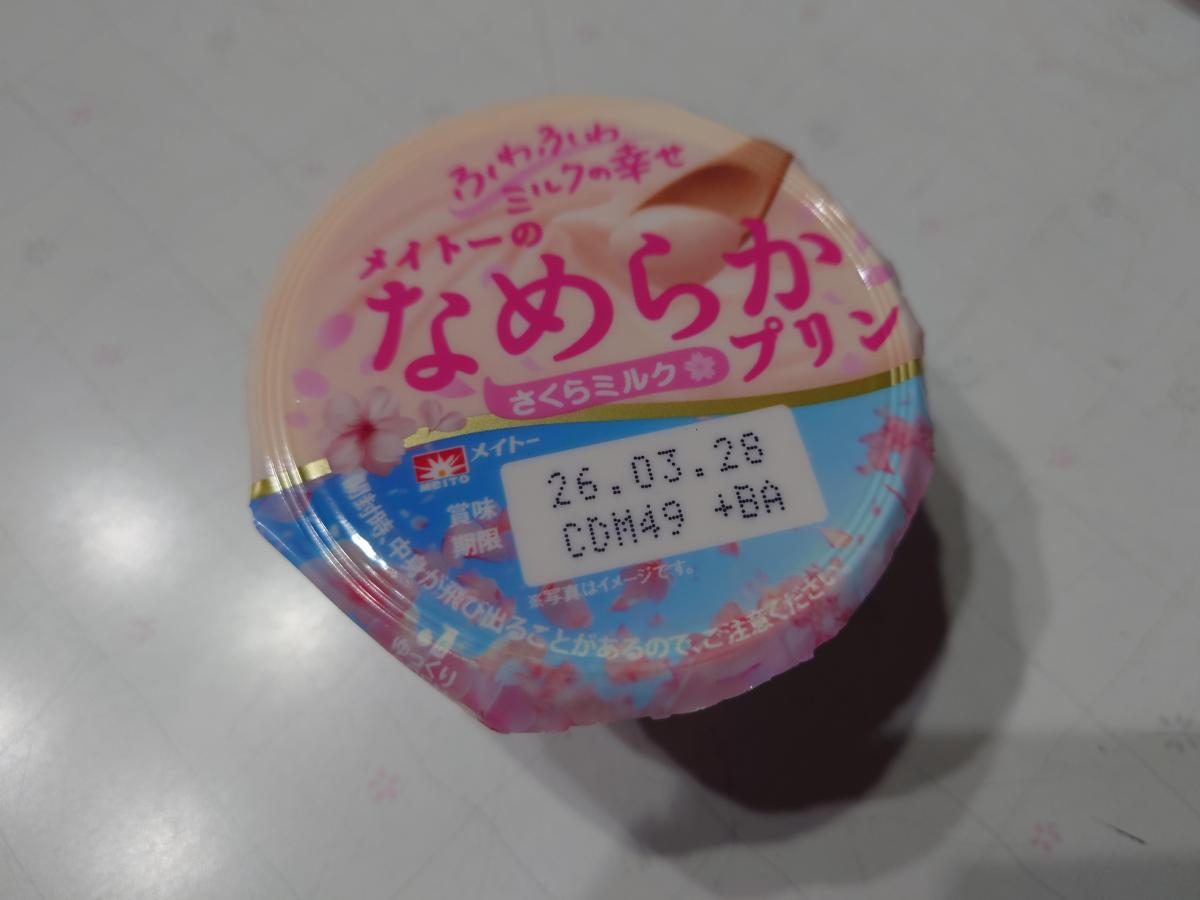 ふわふわ
ミルクの幸せ
メイトーの
なめらか
プリン
さくらミルク
メイトー
MEITO
賞味
期限
26.03.28
CDM49 +BA
※写真はイメージです。
開封時、中身が飛び出ることがあるので、ご注意ください。
ゆっくり